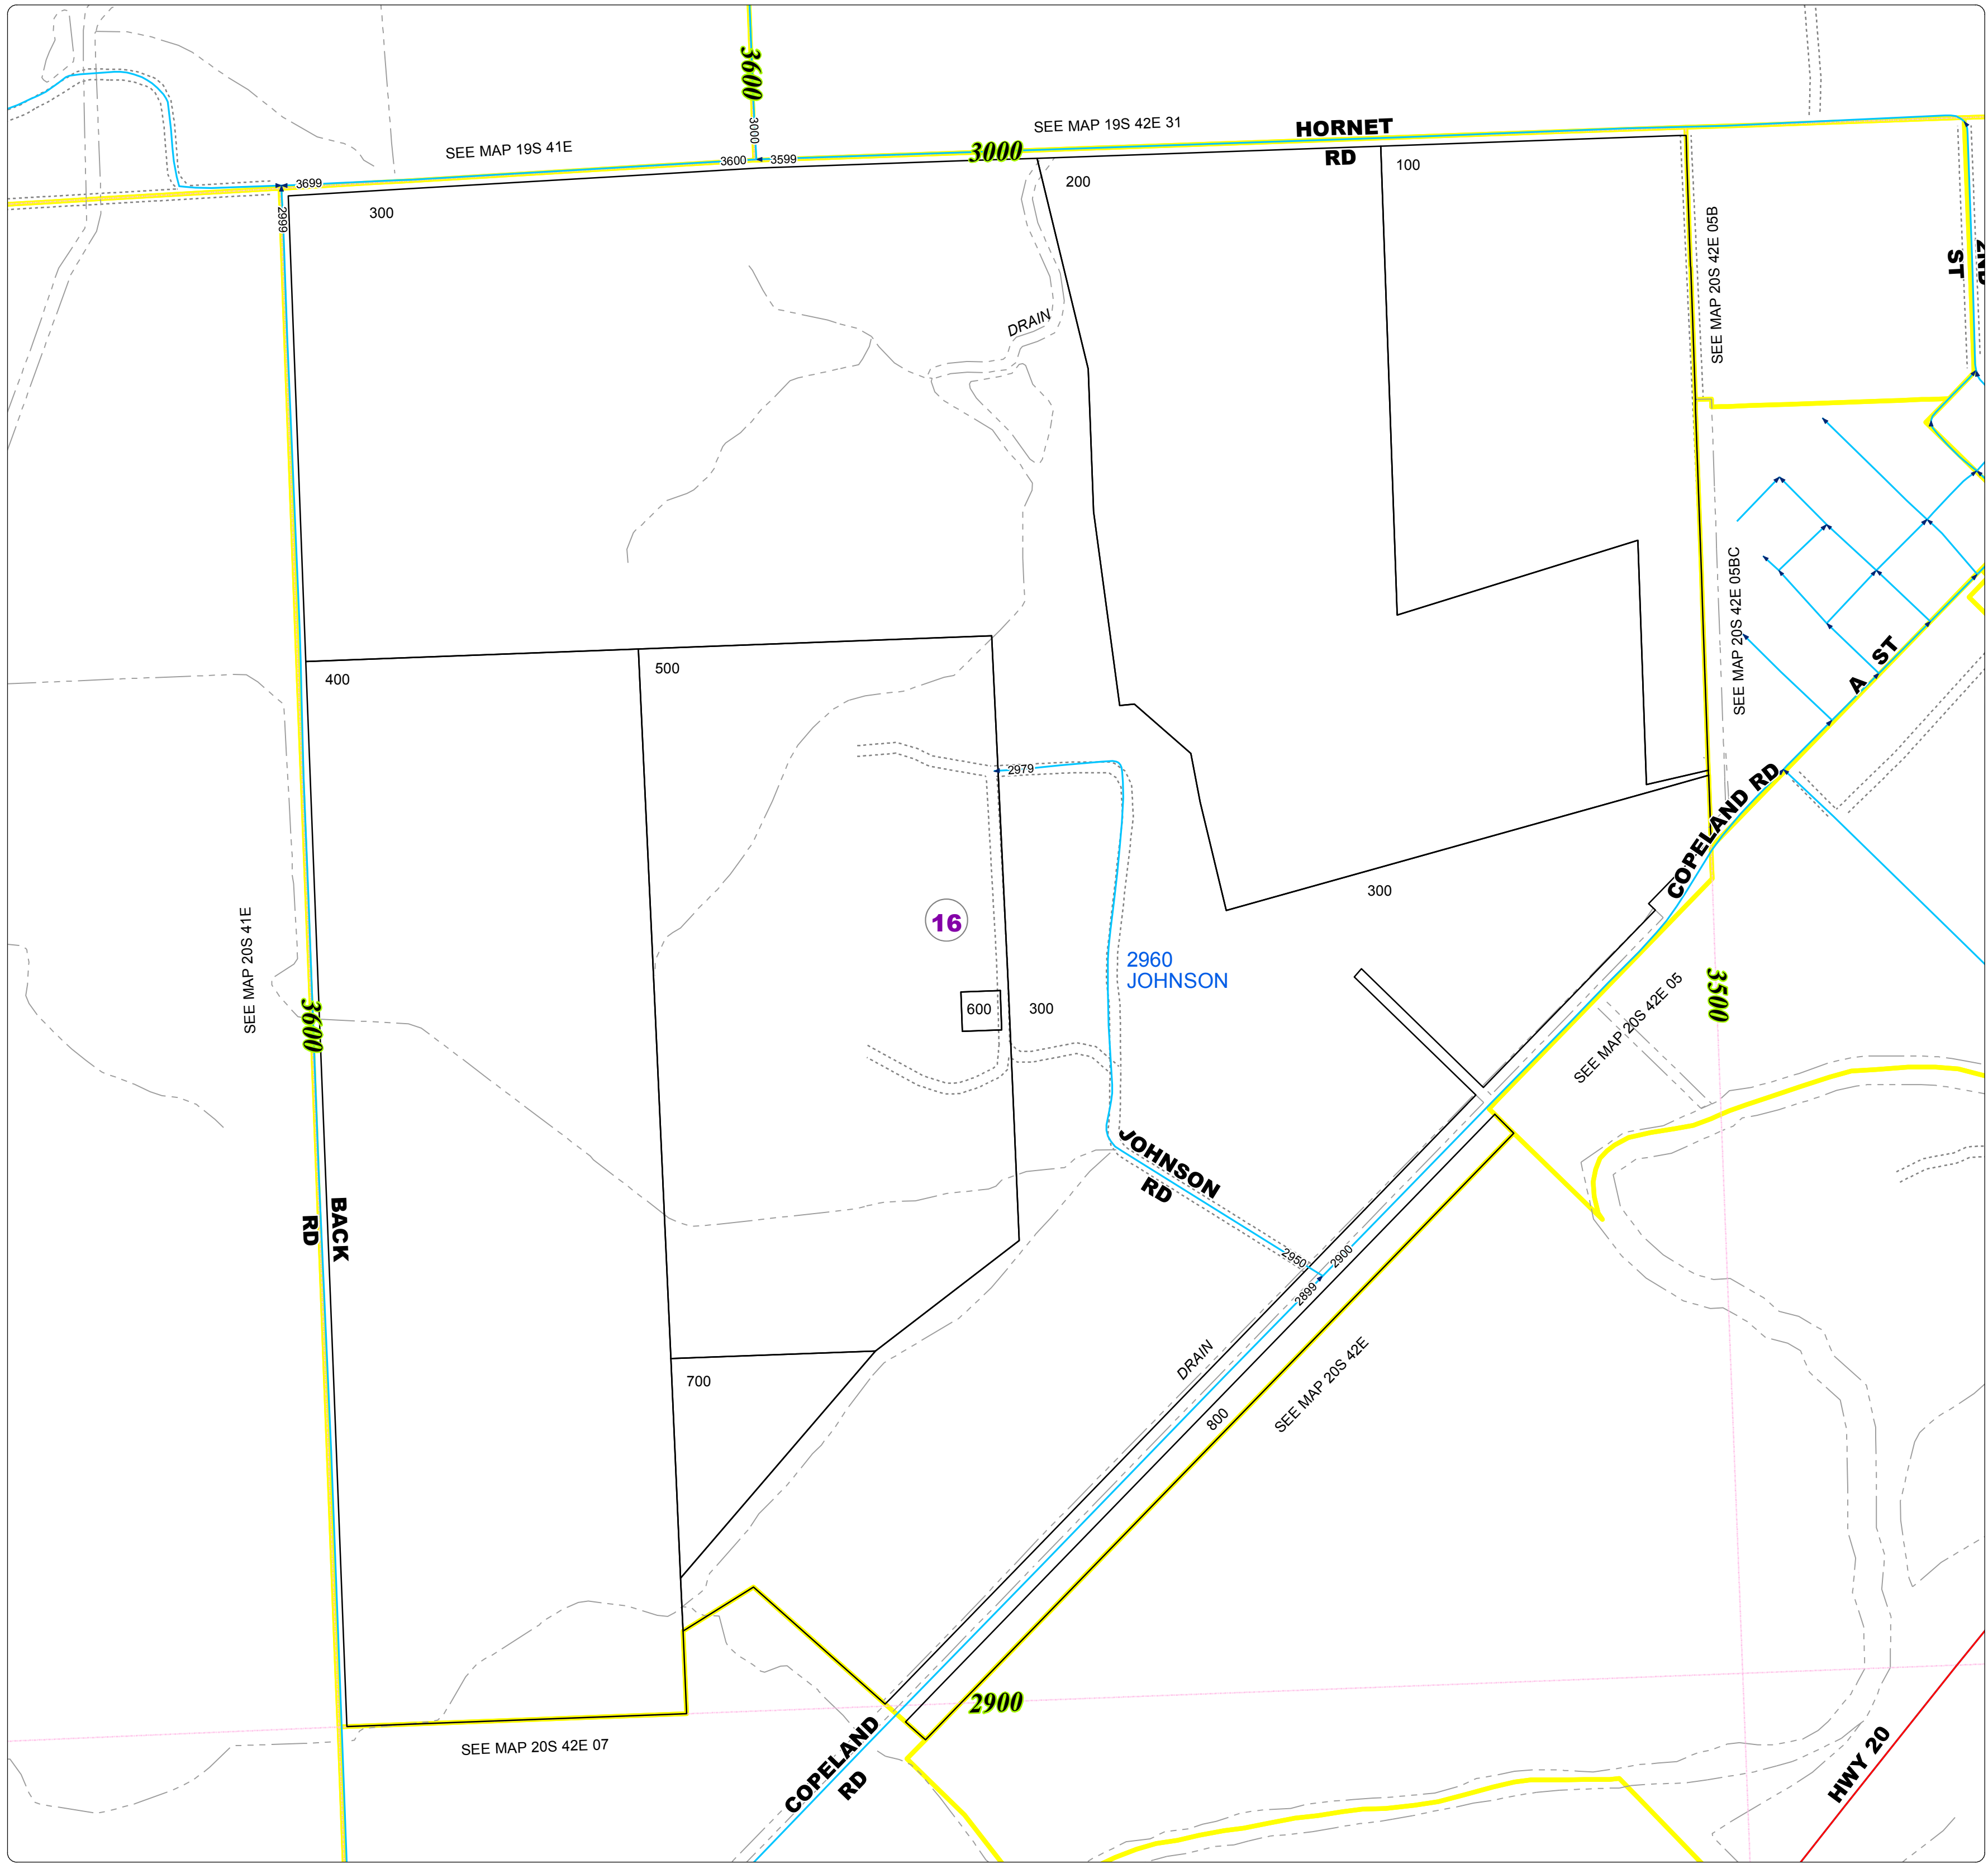 3600
3000
SEE MAP 19S 42E 31
HORNET
RD
SEE MAP 19S 41E
3600
3599
3000
3699
2999
300
200
100
SEE MAP 20S 42E 05B
2ND
ST
DRAIN
400
500
SEE MAP 20S 42E 05BC
A ST
2979
COPELAND RD
300
16
SEE MAP 20S 41E
2960
JOHNSON
600
300
3600
3500
SEE MAP 20S 42E 05
JOHNSON
RD
BACK
RD
2950
2900
2899
DRAIN
SEE MAP 20S 42E
700
800
2900
SEE MAP 20S 42E 07
COPELAND
RD
HWY 20